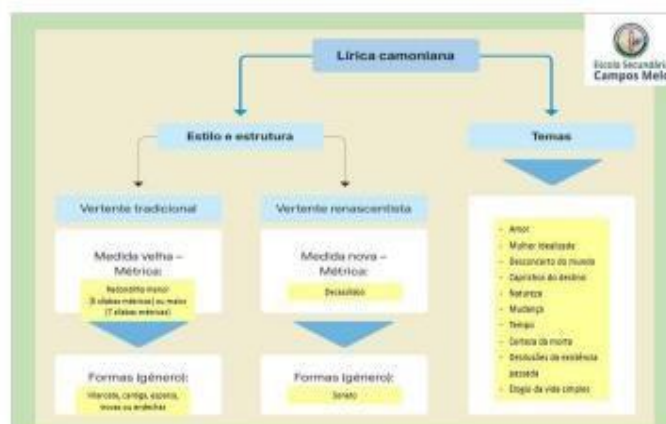 Lírica camoniana
Escola Secundária
Campos Melo
Estilo e estrutura
Temas
Vertente tradicional
Vertente renascentista
Medida velha –
Métrica:
Redondilha menor
(5 sílabas métricas) ou maior
(7 sílabas métricas)
Medida nova –
Métrica:
Decassílabo
Formas (género):
Vilancete, cantiga, esparsa,
trovas ou endechas
Formas (género):
Soneto
- Amor
- Mulher idealizada
- Desconcerto do mundo
- Caprichos do destino
- Natureza
- Mudança
- Tempo
- Certeza da morte
- Desilusões da existência
passada
- Elogio da vida simples